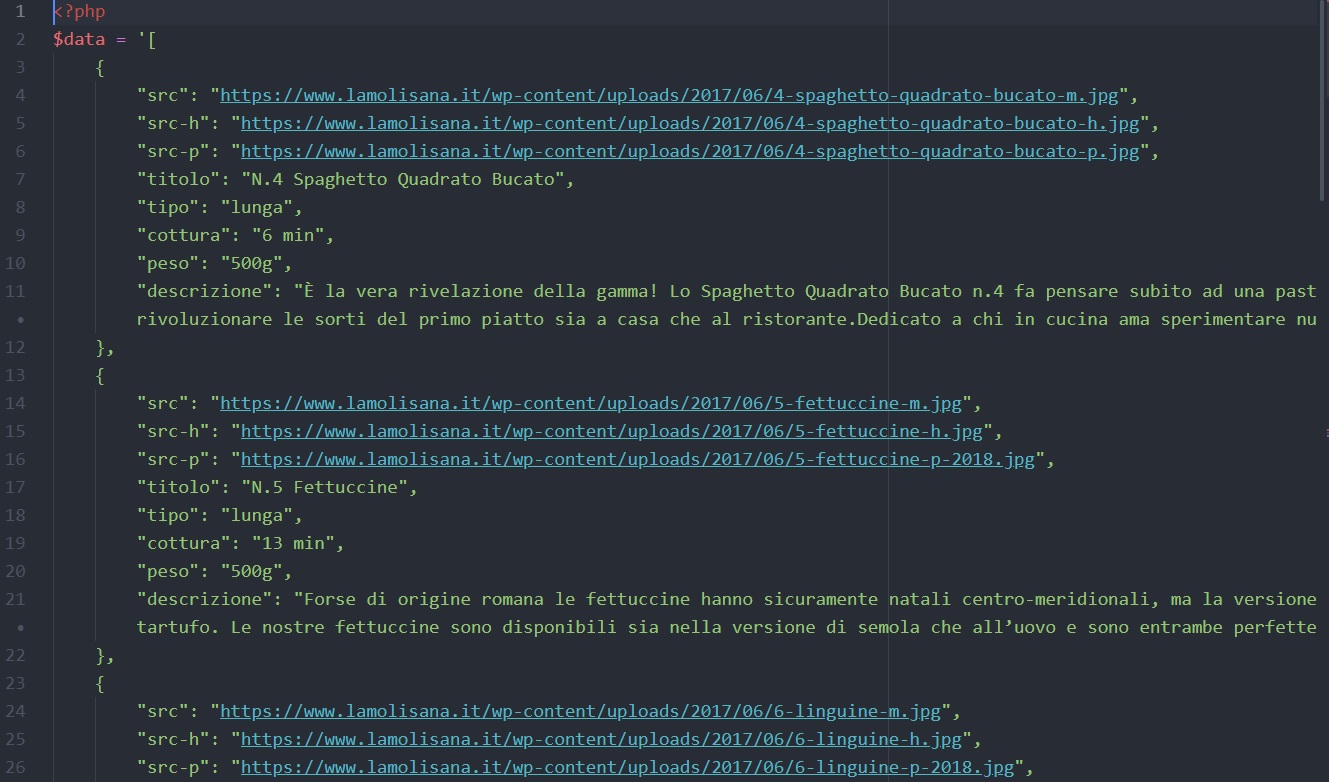 1 <?php
2 $data = '[
3 {
4 "src": "https://www.lamolisana.it/wp-content/uploads/2017/06/4-spaghetto-quadrato-bucato-m.jpg",
5 "src-h": "https://www.lamolisana.it/wp-content/uploads/2017/06/4-spaghetto-quadrato-bucato-h.jpg",
6 "src-p": "https://www.lamolisana.it/wp-content/uploads/2017/06/4-spaghetto-quadrato-bucato-p.jpg",
7 "titolo": "N.4 Spaghetto Quadrato Bucato",
8 "tipo": "lunga",
9 "cottura": "6 min",
10 "peso": "500g",
11 "descrizione": "È la vera rivelazione della gamma! Lo Spaghetto Quadrato Bucato n.4 fa pensare subito ad una past
• rivoluzionare le sorti del primo piatto sia a casa che al ristorante.Dedicato a chi in cucina ama sperimentare nu
12 },
13 {
14 "src": "https://www.lamolisana.it/wp-content/uploads/2017/06/5-fettuccine-m.jpg",
15 "src-h": "https://www.lamolisana.it/wp-content/uploads/2017/06/5-fettuccine-h.jpg",
16 "src-p": "https://www.lamolisana.it/wp-content/uploads/2017/06/5-fettuccine-p-2018.jpg",
17 "titolo": "N.5 Fettuccine",
18 "tipo": "lunga",
19 "cottura": "13 min",
20 "peso": "500g",
21 "descrizione": "Forse di origine romana le fettuccine hanno sicuramente natali centro-meridionali, ma la versione
• tartufo. Le nostre fettuccine sono disponibili sia nella versione di semola che all’uovo e sono entrambe perfette
22 },
23 {
24 "src": "https://www.lamolisana.it/wp-content/uploads/2017/06/6-linguine-m.jpg",
25 "src-h": "https://www.lamolisana.it/wp-content/uploads/2017/06/6-linguine-h.jpg",
26 "src-p": "https://www.lamolisana.it/wp-content/uploads/2017/06/6-linguine-p-2018.jpg",